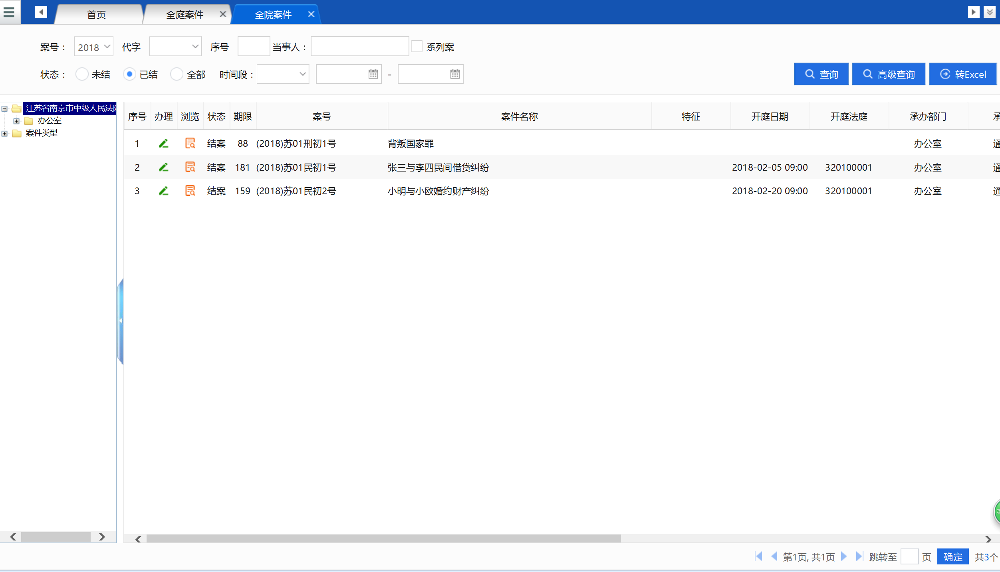 首页 全庭案件 全院案件
案号： 2018 代字 序号 当事人： 系列案
状态： 未结 已结 全部 时间段： - 查询 高级查询 转Excel
江苏省南京市中级人民法院
办公室
案件类型
序号 办理 浏览 状态 期限 案号 案件名称 特征 开庭日期 开庭法庭 承办部门 承
1 结案 88 (2018)苏01刑初1号 背叛国家罪 办公室 通
2 结案 181 (2018)苏01民初1号 张三与李四民间借贷纠纷 2018-02-05 09:00 320100001 办公室 通
3 结案 159 (2018)苏01民初2号 小明与小欧婚约财产纠纷 2018-02-20 09:00 320100001 办公室 通
第1页, 共1页 跳转至 页 确定 共3个